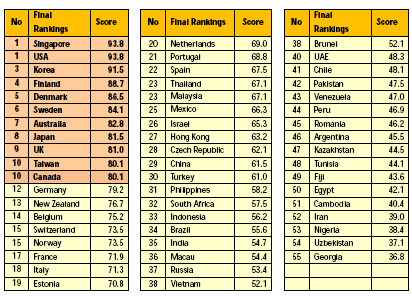 No Final Rankings Score
1 Singapore 93.8
1 USA 93.8
3 Korea 91.5
4 Finland 88.7
5 Denmark 86.5
6 Sweden 84.1
7 Australia 82.8
8 Japan 81.5
9 UK 81.0
10 Taiwan 80.1
10 Canada 80.1
12 Germany 79.2
13 New Zealand 76.7
14 Belgium 75.2
15 Switzerland 73.5
15 Norway 73.5
17 France 71.9
18 Italy 71.3
19 Estonia 70.8
No Final Rankings Score
20 Netherlands 69.0
21 Portugal 68.8
22 Spain 67.5
23 Thailand 67.1
23 Malaysia 67.1
25 Mexico 66.3
26 Israel 65.3
27 Hong Kong 63.2
28 Czech Republic 62.1
29 China 61.5
30 Turkey 61.0
31 Philippines 58.2
32 South Africa 57.5
33 Indonesia 56.2
34 Brazil 55.6
35 India 54.7
36 Macau 54.4
37 Russia 53.4
38 Vietnam 52.1
No Final Rankings Score
38 Brunei 52.1
40 UAE 48.3
41 Chile 48.1
42 Pakistan 47.5
43 Venezuela 47.0
44 Peru 46.9
45 Romania 46.2
46 Argentina 45.5
47 Kazakhstan 44.5
48 Tunisia 44.1
49 Fiji 43.6
50 Egypt 42.1
51 Cambodia 40.4
52 Iran 39.0
53 Nigeria 38.4
54 Uzbekistan 37.1
55 Georgia 36.8